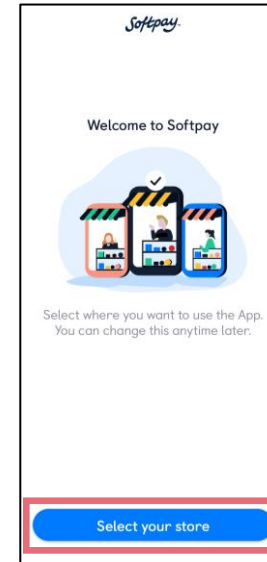 Softpay.
Welcome to Softpay
Select where you want to use the App.
You can change this anytime later.
Select your store